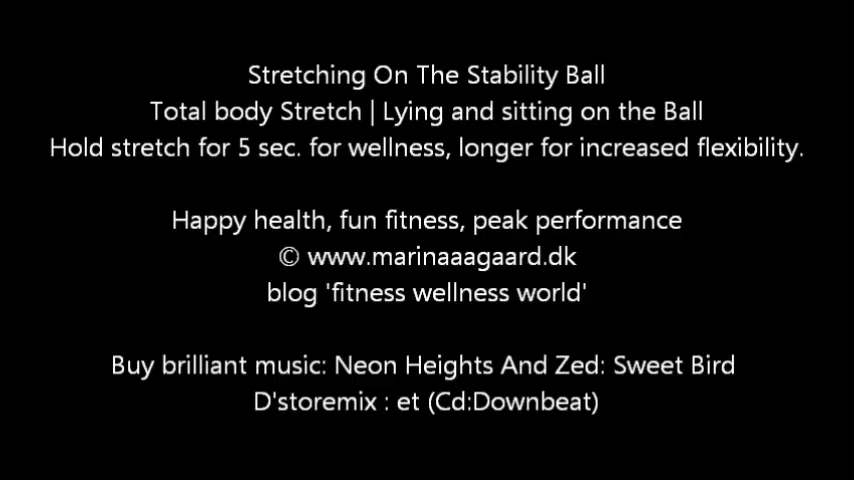 Stretching On The Stability Ball
Total body Stretch | Lying and sitting on the Ball
Hold stretch for 5 sec. for wellness, longer for increased flexibility.
Happy health, fun fitness, peak performance
© www.marinaaagaard.dk
blog 'fitness wellness world'
Buy brilliant music: Neon Heights And Zed: Sweet Bird
D'storemix : et (Cd:Downbeat)